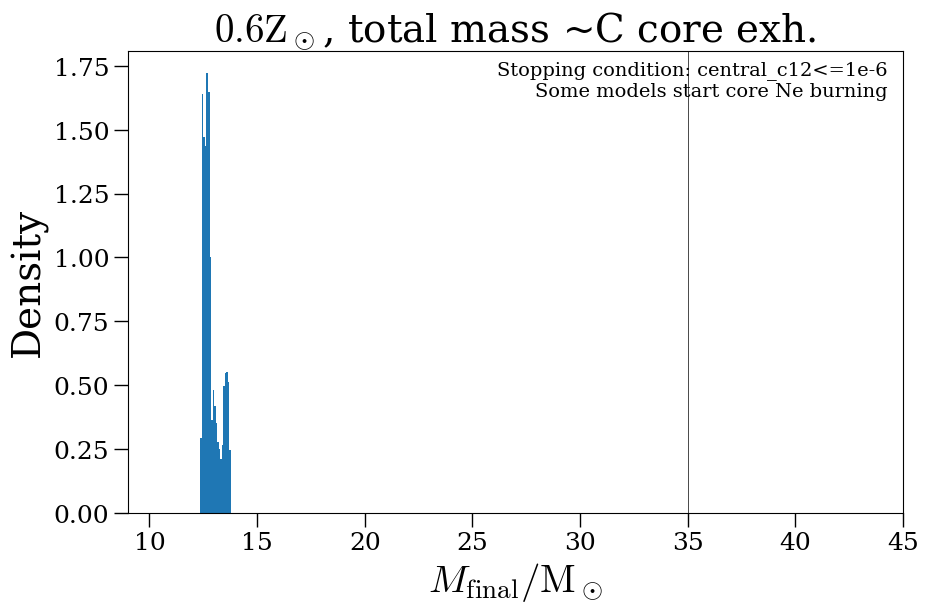 0.6Z⊙, total mass ~C core exh.
Stopping condition: central_c12<=1e-6
Some models start core Ne burning
Density
1.75
1.50
1.25
1.00
0.75
0.50
0.25
0.00
10 15 20 25 30 35 40 45
M_final/M⊙